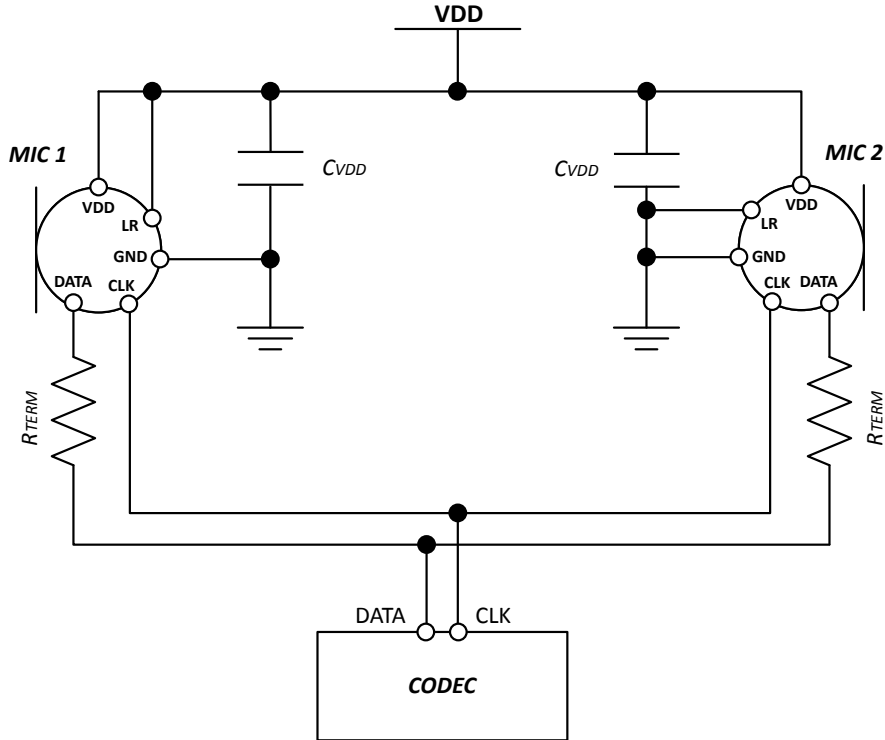 VDD
MIC 1
MIC 2
CVDD
CVDD
VDD
LR
GND
DATA
CLK
VDD
LR
GND
CLK
DATA
RTERM
RTERM
DATA
CLK
CODEC